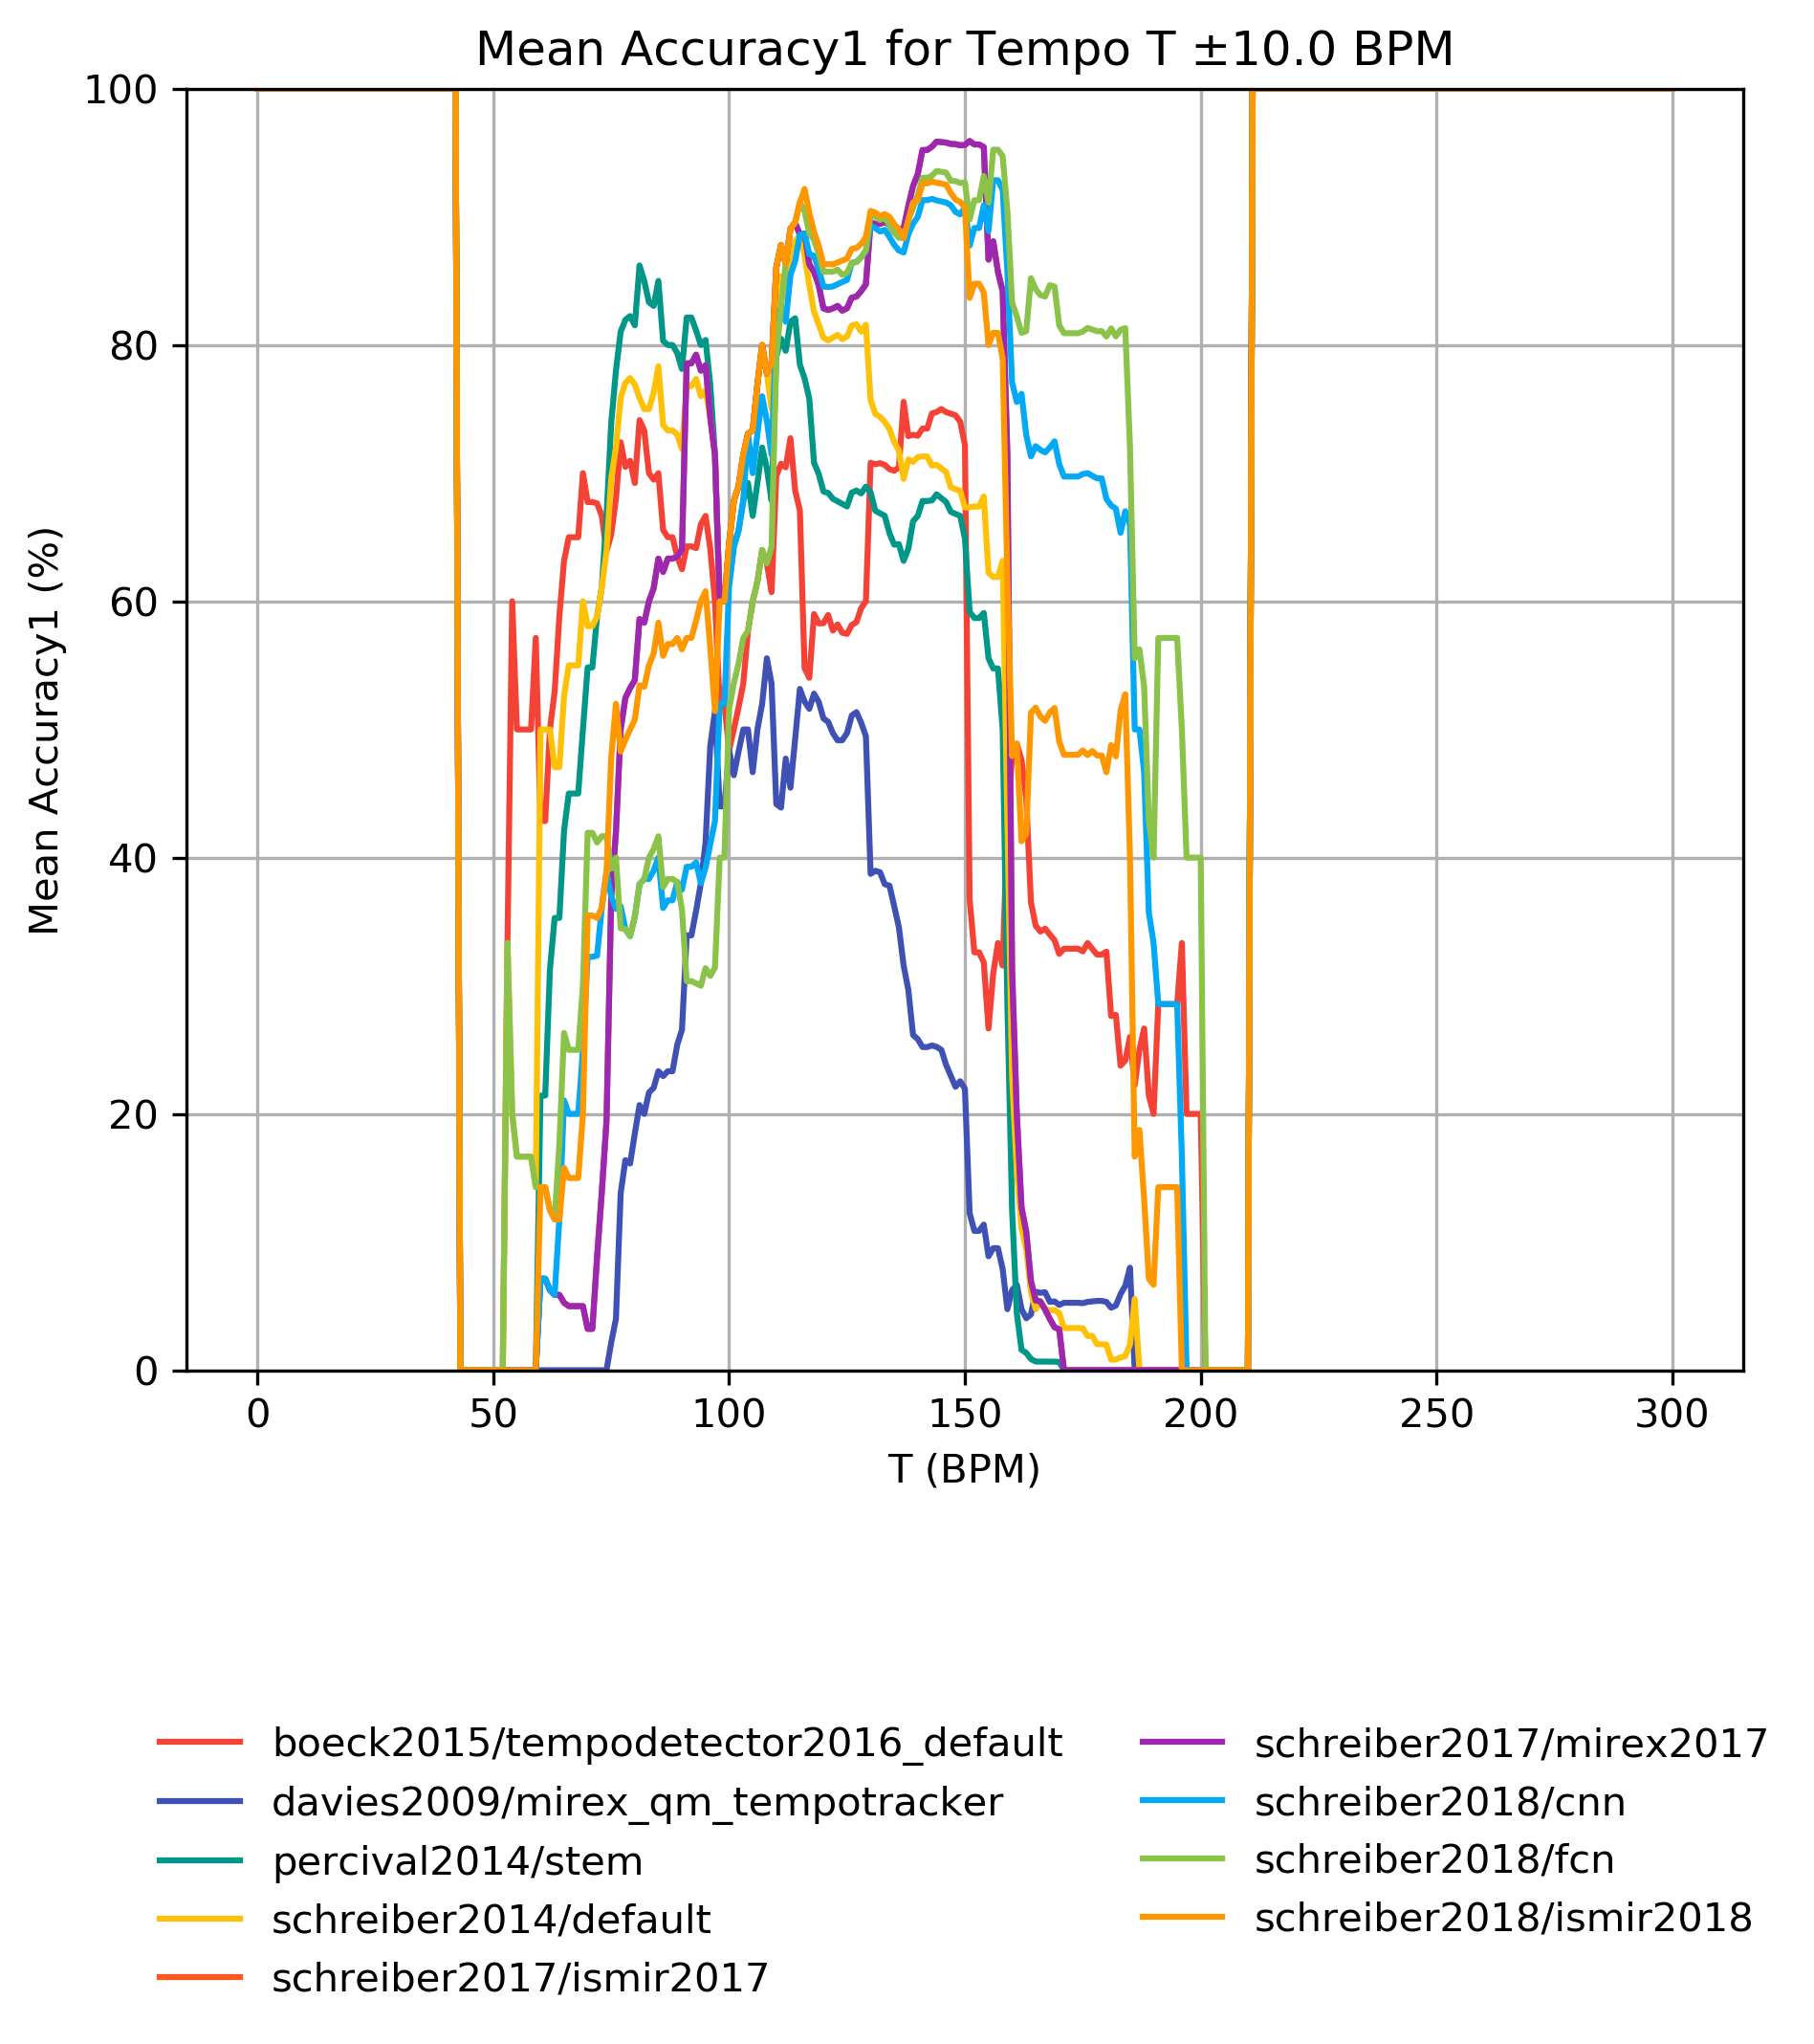 Mean Accuracy1 for Tempo T ±10.0 BPM
Mean Accuracy1 (%)
100
80
60
40
20
0
0 50 100 150 200 250 300
T (BPM)
boeck2015/tempodetector2016_default
davies2009/mirex_qm_tempotracker
percival2014/stem
schreiber2014/default
schreiber2017/ismir2017
schreiber2017/mirex2017
schreiber2018/cnn
schreiber2018/fcn
schreiber2018/ismir2018